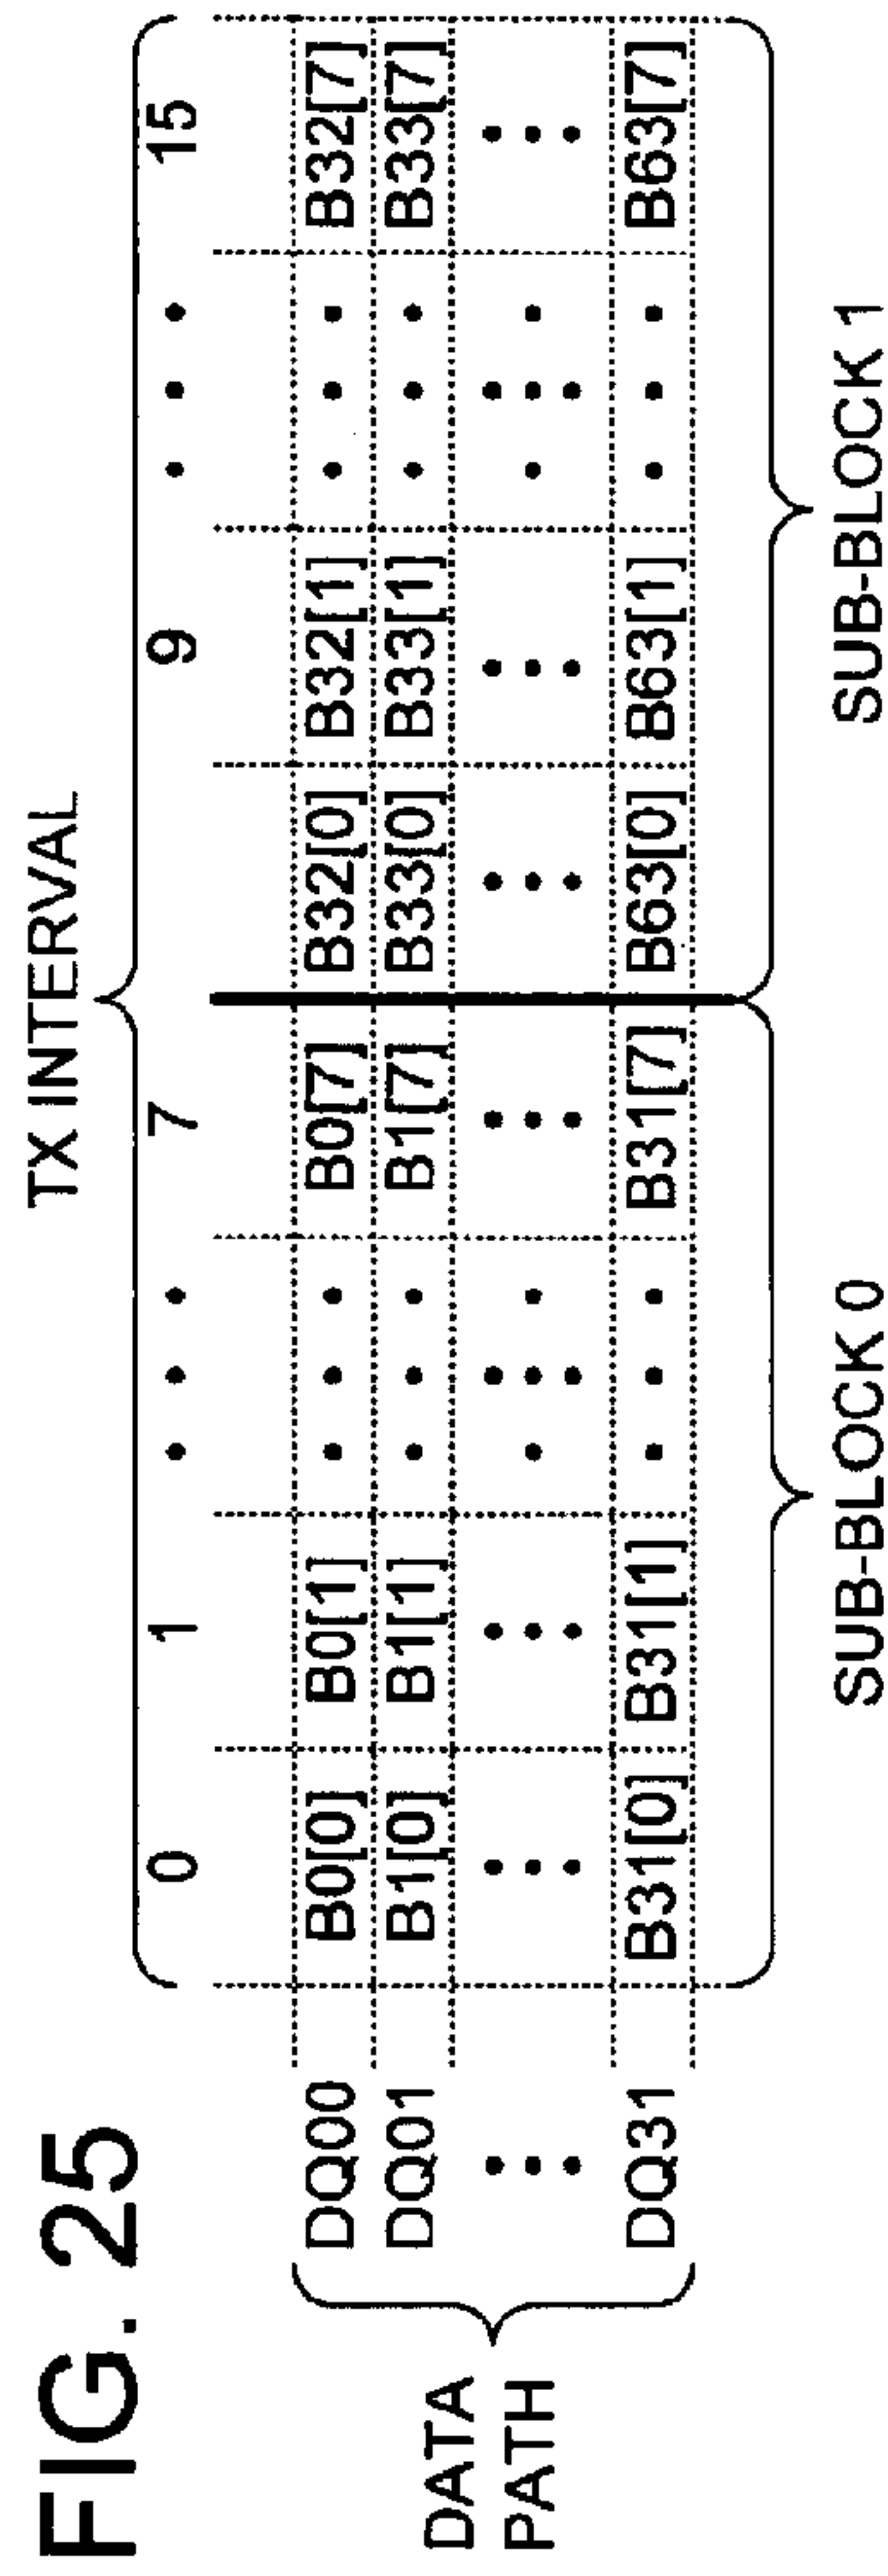 FIG. 25
TX INTERVAL
0 1 • • • 7 9 • • • 15
DATA PATH
DQ00 B0[0] B0[1] • • • B0[7] B32[0] B32[1] • • • B32[7]
DQ01 B1[0] B1[1] • • • B1[7] B33[0] B33[1] • • • B33[7]
DQ31 B31[0] B31[1] • • • B31[7] B63[0] B63[1] • • • B63[7]
SUB-BLOCK 0 SUB-BLOCK 1